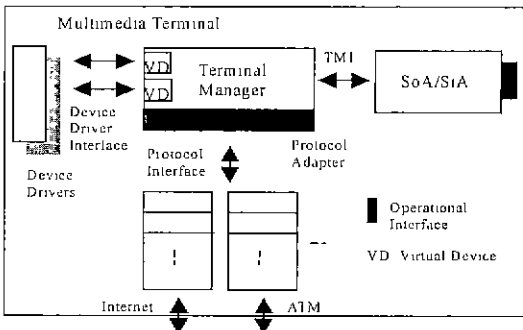 Multimedia Terminal
VD
VD
Terminal
Manager
TMI
SoA/SiA
Device
Driver
Interface
Protocol
Interface
Protocol
Adapter
Device
Drivers
Operational
Interface
VD Virtual Device
Internet
ATM